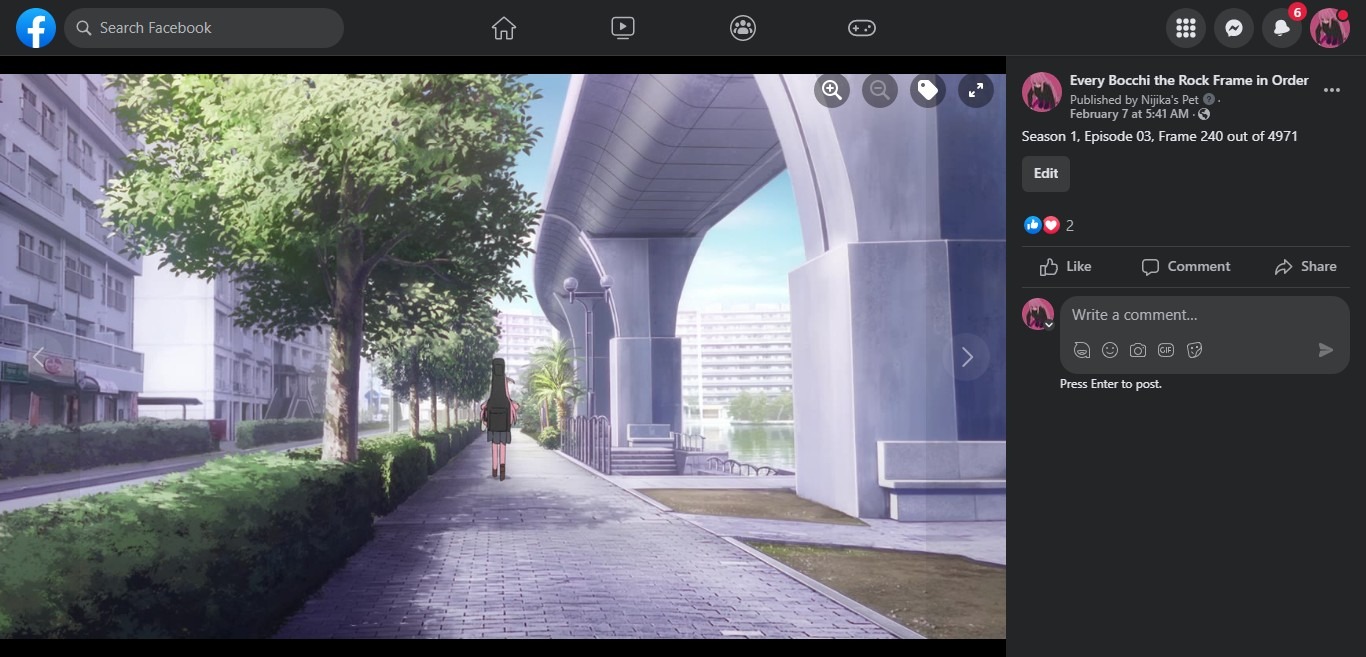 Search Facebook
6
Every Bocchi the Rock Frame in Order
Published by Nijika's Pet ·
February 7 at 5:41 AM ·
Season 1, Episode 03, Frame 240 out of 4971
Edit
2
Like Comment Share
Write a comment...
GIF
Press Enter to post.